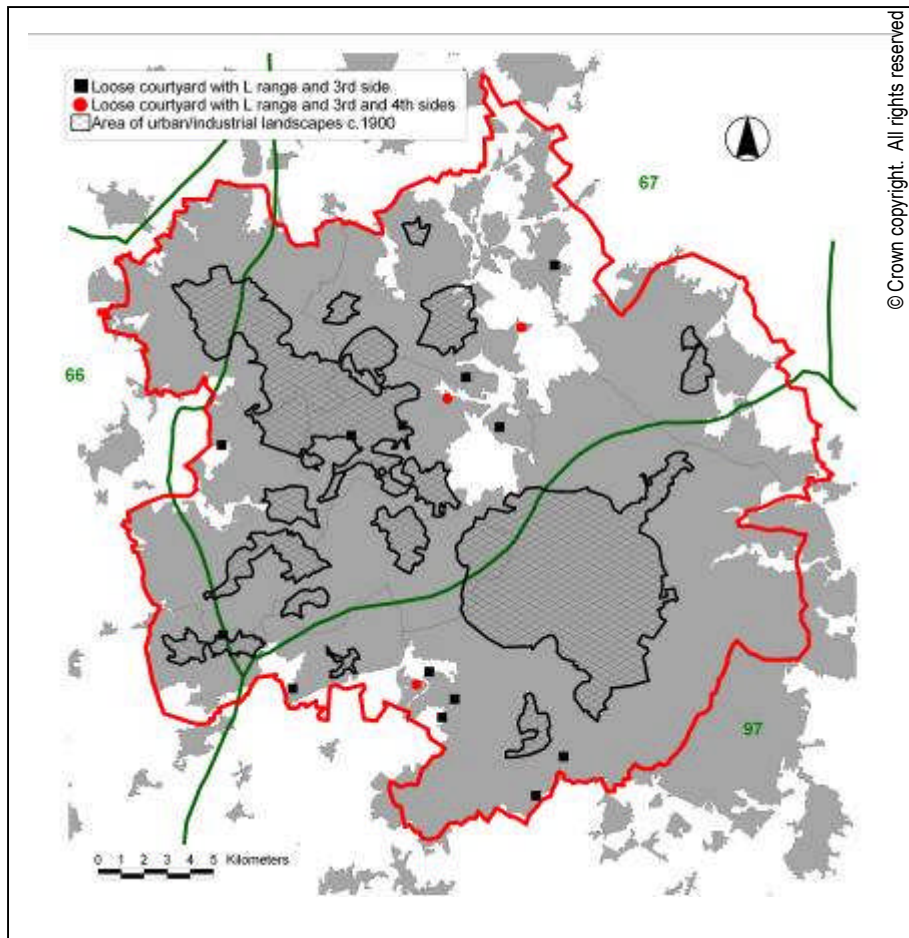 © Crown copyright. All rights reserved
Loose courtyard with L range and 3rd side
Loose courtyard with L range and 3rd and 4th sides
Area of urban/industrial landscapes c.1900
67
66
97
0 1 2 3 4 5 Kilometers